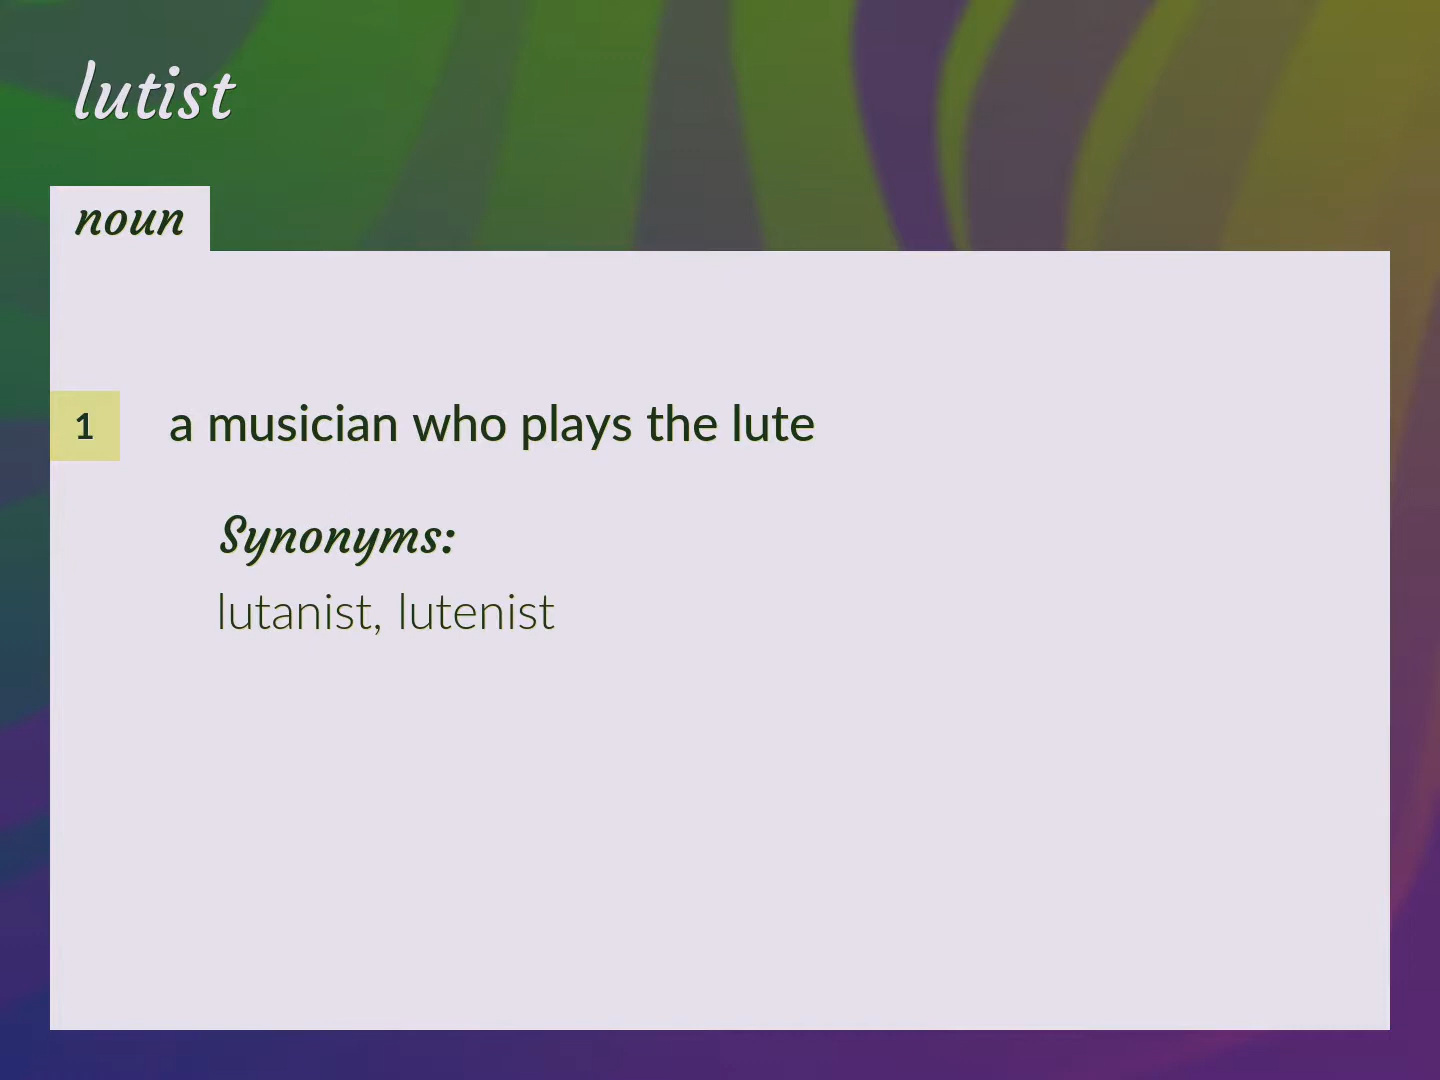 lutist
noun
1 a musician who plays the lute
Synonyms:
lutanist, lutenist